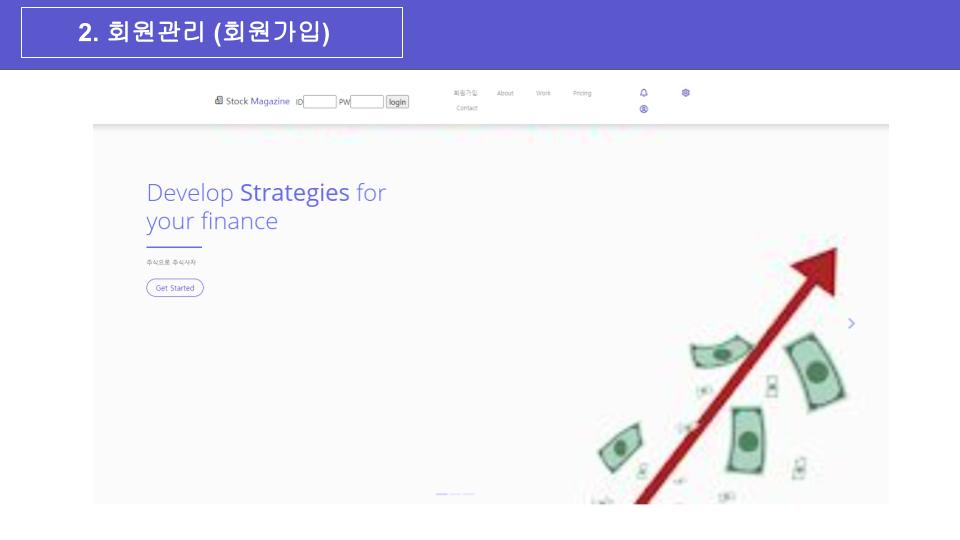 2. 회원관리 (회원가입)
Stock Magazine ID PW login
회원가입 About Work Pricing
Contact
Develop Strategies for
your finance
주식으로 주식사자
Get Started